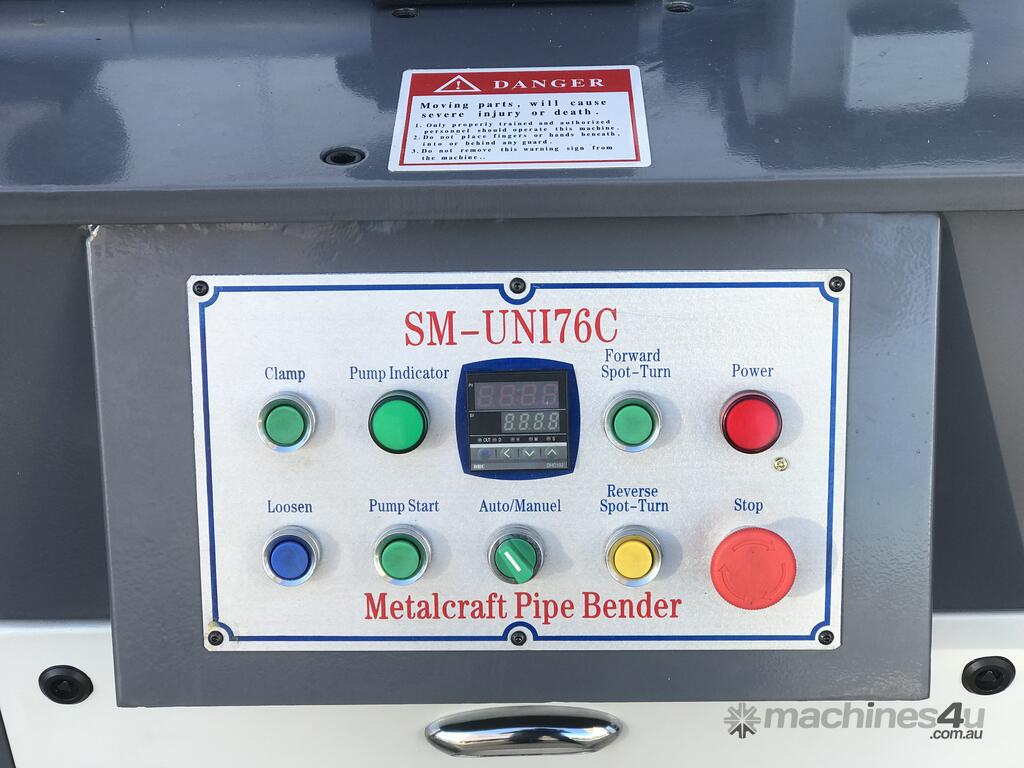 DANGER
Moving parts, will cause
severe injury or death.
1. Only properly trained and authorized
personnel should operate this machine.
2. Do not place fingers or hands beneath.
into or behind any guard.
3. Do not remove this warning sign from
the machine..
SM-UNI76C
Clamp
Pump Indicator
Forward
Spot-Turn
Power
PV
SV
OUT D H M S
Loosen
Pump Start
Auto/Manuel
Reverse
Spot-Turn
Stop
Metalcraft Pipe Bender
machines4u
.com.au